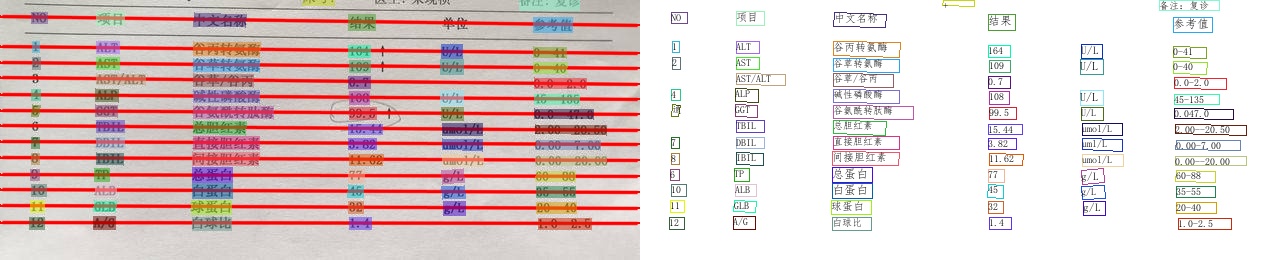 备注: 复诊
NO 项目 中文名称 结果 单位 参考值
1 ALT 谷丙转氨酶 164 ↑ U/L 0-41
2 AST 谷草转氨酶 109 ↑ U/L 0-40
3 AST/ALT 谷草/谷丙 0.7 0.0-2.0
4 ALP 碱性磷酸酶 108 U/L 45-135
5 GGT 谷氨酰转肽酶 99.5 ↑ U/L
6 TBIL 总胆红素 15.44 umol/L 2.00--20.50
7 DBIL 直接胆红素 3.82 umol/L 0.00-7.00
8 IBIL 间接胆红素 11.62 umol/L 0.00--20.00
9 TP 总蛋白 77 g/L 60-88
10 ALB 白蛋白 45 g/L 35-55
11 GLB 球蛋白 32 g/L 20-40
12 A/G 白球比 1.4 1.0-2.5
备注: 复诊
NO 项目 中文名称 结果 参考值
1 ALT 谷丙转氨酶 164 U/L 0-41
2 AST 谷草转氨酶 109 U/L 0-40
AST/ALT 谷草/谷丙 0.7 0.0-2.0
4 ALP 碱性磷酸酶 108 U/L 45-135
GGT 谷氨酰转肽酶 99.5 U/L 0.047.0
TBIL 总胆红素 15.44 umol/L 2.00--20.50
7 DBIL 直接胆红素 3.82 uml/L 0.00-7.00
8 IBIL 间接胆红素 11.62 umol/L 0.00--20.00
6 TP 总蛋白 77 g/L 60-88
10 ALB 白蛋白 45 g/L 35-55
11 GLB 球蛋白 32 g/L 20-40
12 A/G 白球比 1.4 1.0-2.5